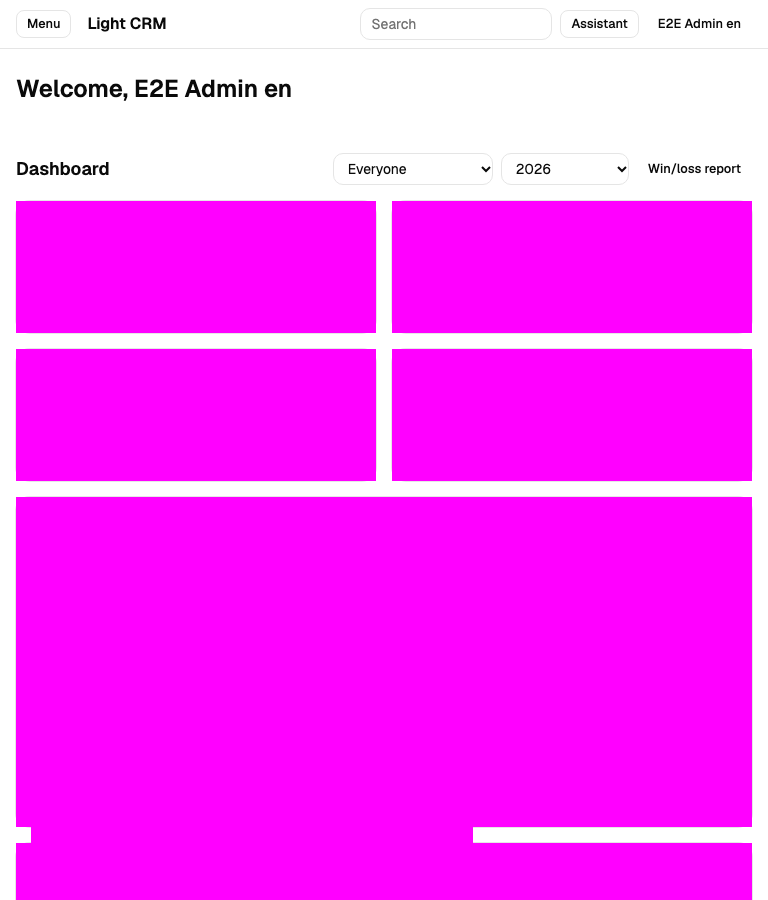 Menu Light CRM Search Assistant E2E Admin en
Welcome, E2E Admin en
Dashboard Everyone 2026 Win/loss report